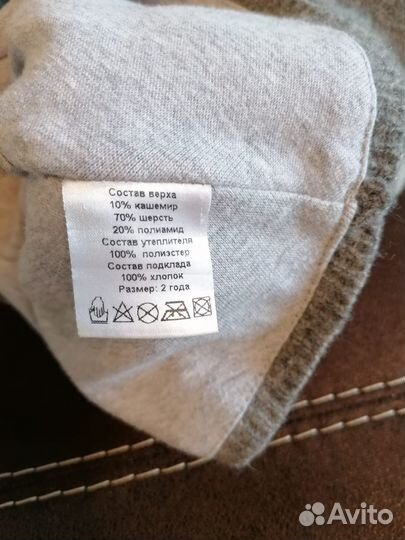 Состав верха
10% кашемир
70% шерсть
20% полиамид
Состав утеплителя
100% полиэстер
Состав подклада
100% хлопок
Размер: 2 года
Avito